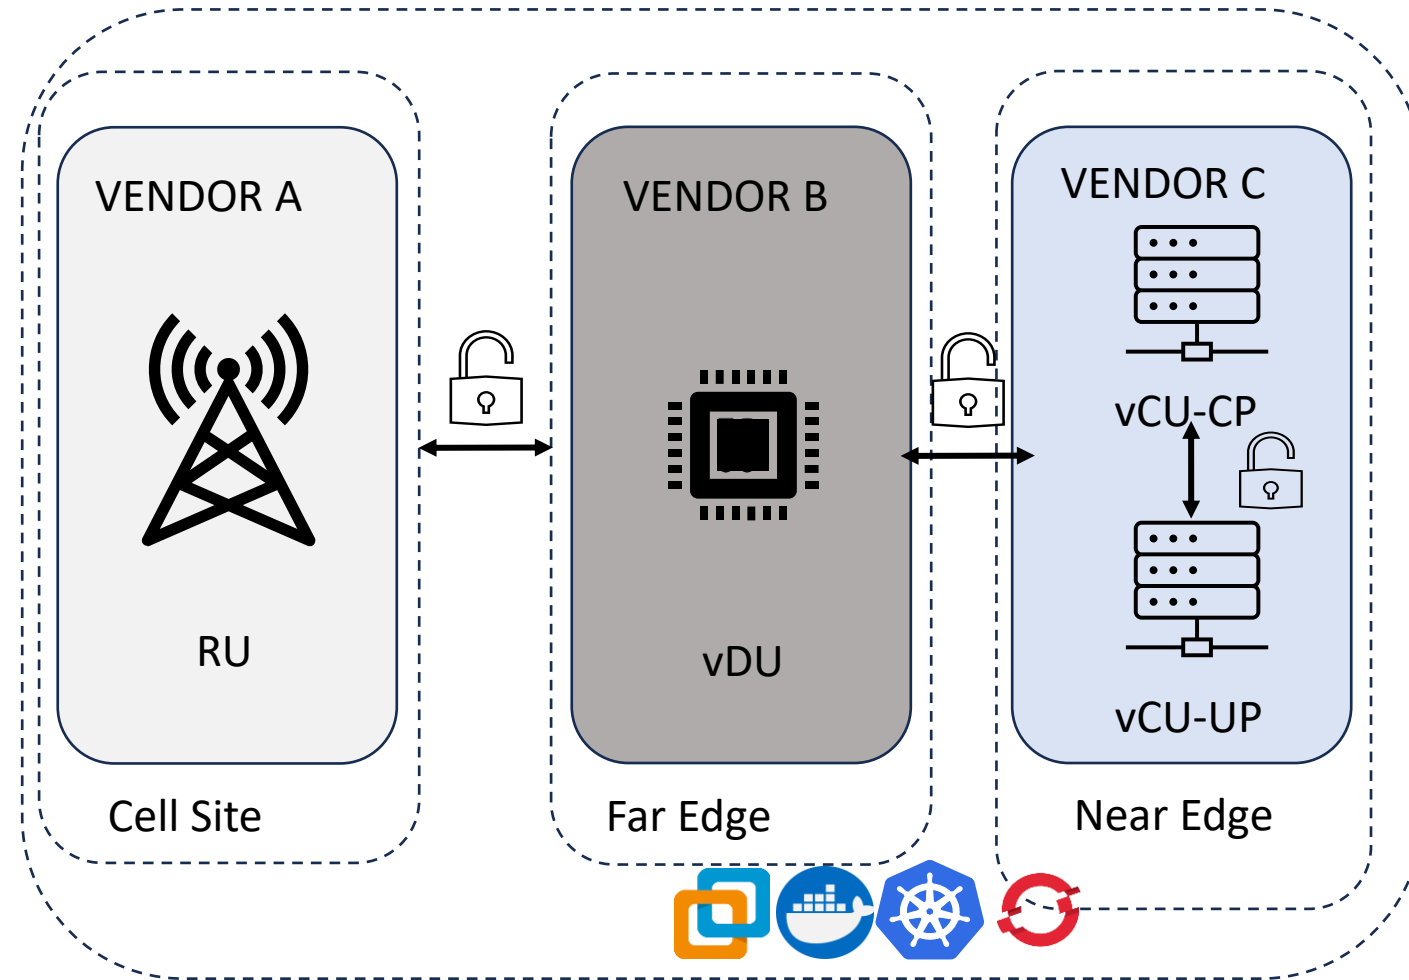 VENDOR A
VENDOR B
VENDOR C
vCU-CP
RU
vDU
vCU-UP
Cell Site
Far Edge
Near Edge